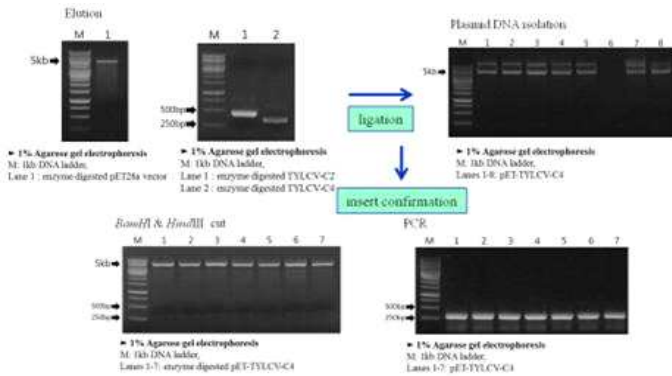 Elution
M 1
5kb
► 1% Agarose gel electrophoresis
M: 1kb DNA ladder,
Lane 1 : enzyme-digested pET28a vector
M 1 2
500bp
250bp
► 1% Agarose gel electrophoresis
M: 1kb DNA ladder,
Lane 1 : enzyme digested TYLCV-C2
Lane 2 : enzyme digested TYLCV-C4
ligation
insert confirmation
Plasmid DNA isolation
M 1 2 3 4 5 6 7 8
5kb
► 1% Agarose gel electrophoresis
M: 1kb DNA ladder,
Lanes 1-8: pET-TYLCV-C4
BamHI & HindIII cut
M 1 2 3 4 5 6 7
5kb
500bp
250bp
► 1% Agarose gel electrophoresis
M: 1kb DNA ladder,
Lanes 1-7: enzyme digested pET-TYLCV-C4
PCR
M 1 2 3 4 5 6 7
500bp
250bp
► 1% Agarose gel electrophoresis
M: 1kb DNA ladder,
Lanes 1-7: pET-TYLCV-C4